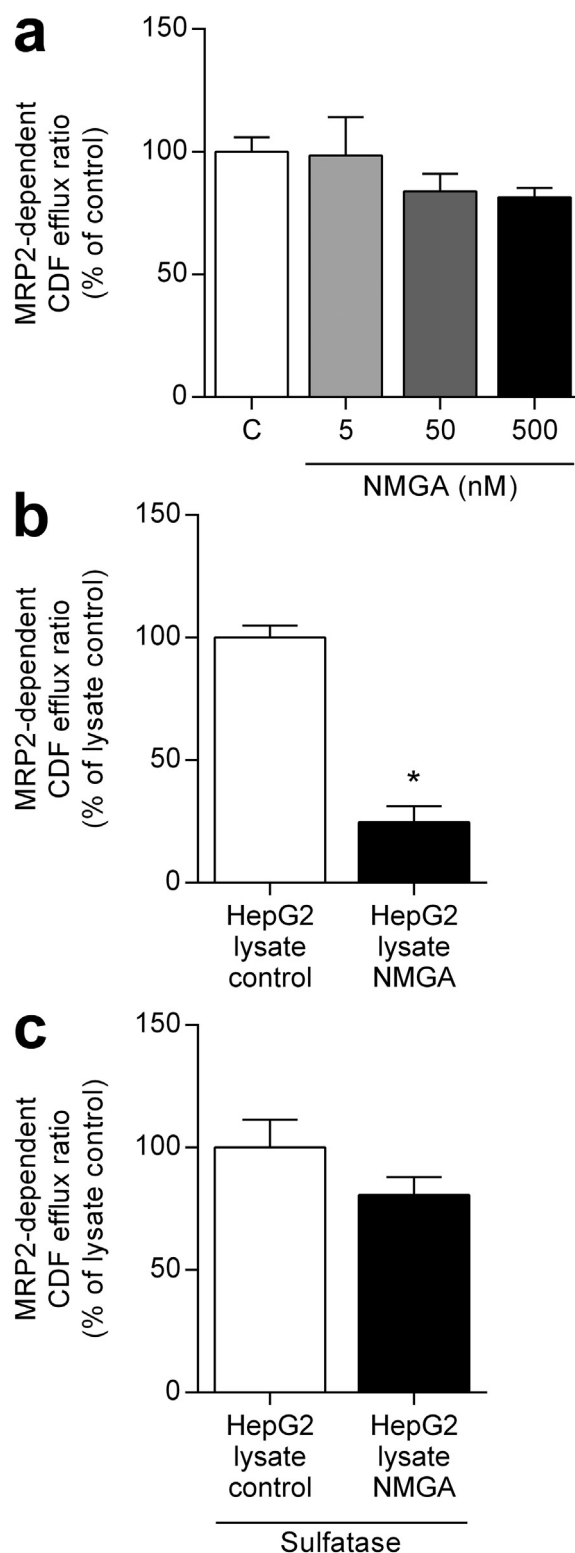 a
MRP2-dependent
CDF efflux ratio
(% of control)
150
100
50
0
C 5 50 500
NMGA (nM)
b
MRP2-dependent
CDF efflux ratio
(% of lysate control)
150
100
50
0
*
HepG2 HepG2
lysate lysate
control NMGA
c
MRP2-dependent
CDF efflux ratio
(% of lysate control)
150
100
50
0
HepG2 HepG2
lysate lysate
control NMGA
Sulfatase